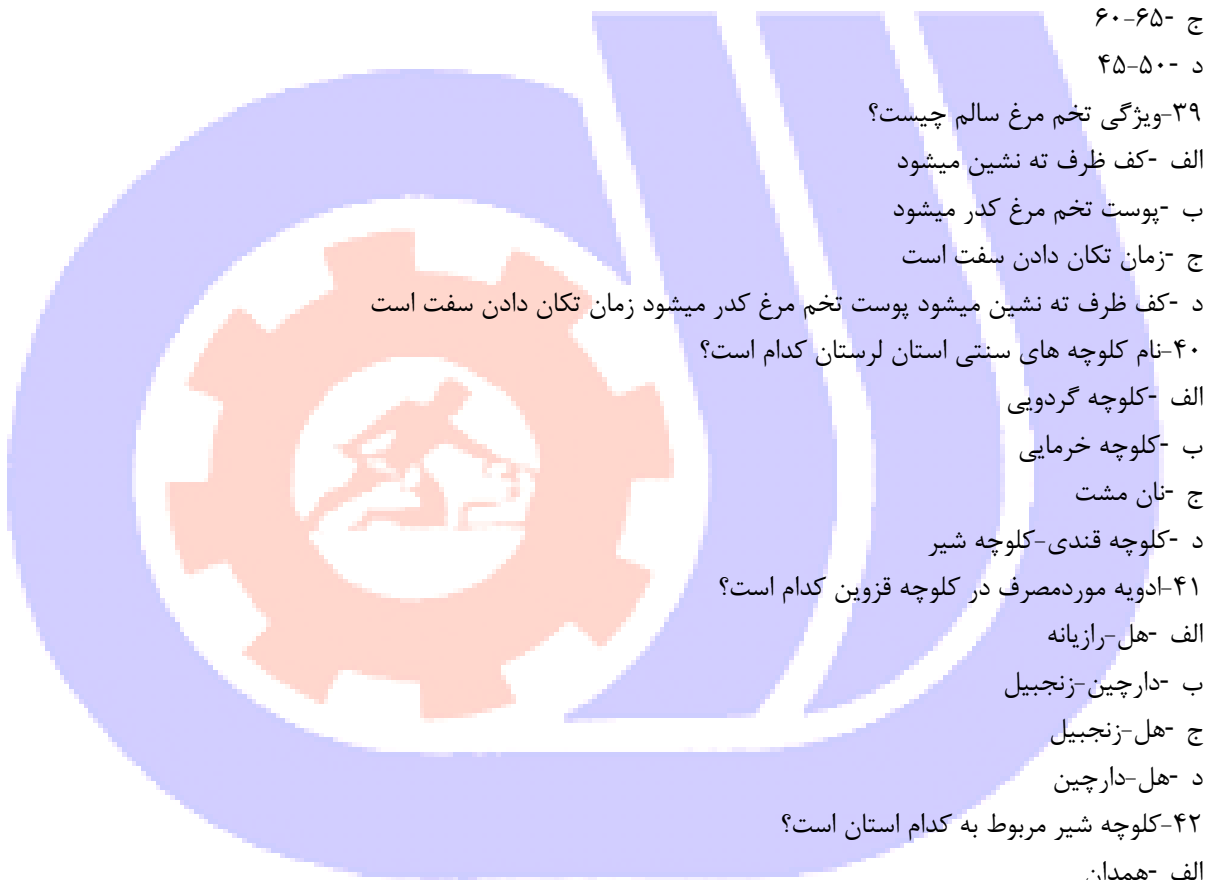 ج -۶۵-۶۰
د -۵۰-۴۵
۳۹-ویژگی تخم مرغ سالم چیست؟
الف -کف ظرف ته نشین میشود
ب -پوست تخم مرغ کدر میشود
ج -زمان تکان دادن سفت است
د -کف ظرف ته نشین میشود پوست تخم مرغ کدر میشود زمان تکان دادن سفت است
۴۰-نام کلوچه های سنتی استان لرستان کدام است؟
الف -کلوچه گردویی
ب -کلوچه خرمایی
ج -نان مشت
د -کلوچه قندی-کلوچه شیر
۴۱-ادویه موردمصرف در کلوچه قزوین کدام است؟
الف -هل-رازیانه
ب -دارچین-زنجبیل
ج -هل-زنجبیل
د -هل-دارچین
۴۲-کلوچه شیر مربوط به کدام استان است؟
الف -همدان